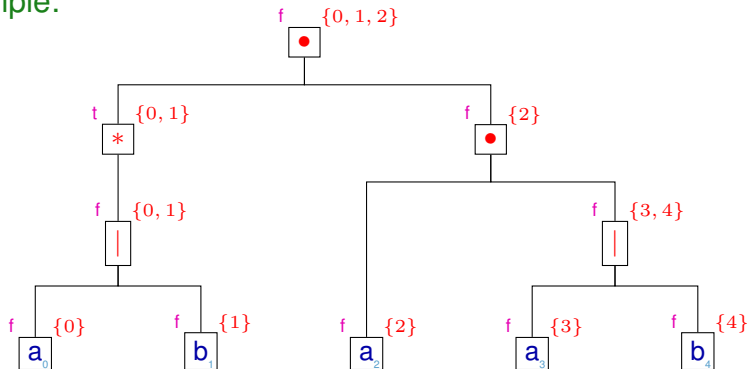 iple:
f {0, 1, 2}
•
t {0, 1} f {2}
* •
f {0, 1} f {3, 4}
| |
f {0} f {1} f {2} f {3} f {4}
a₀ b₁ a₂ a₃ b₄